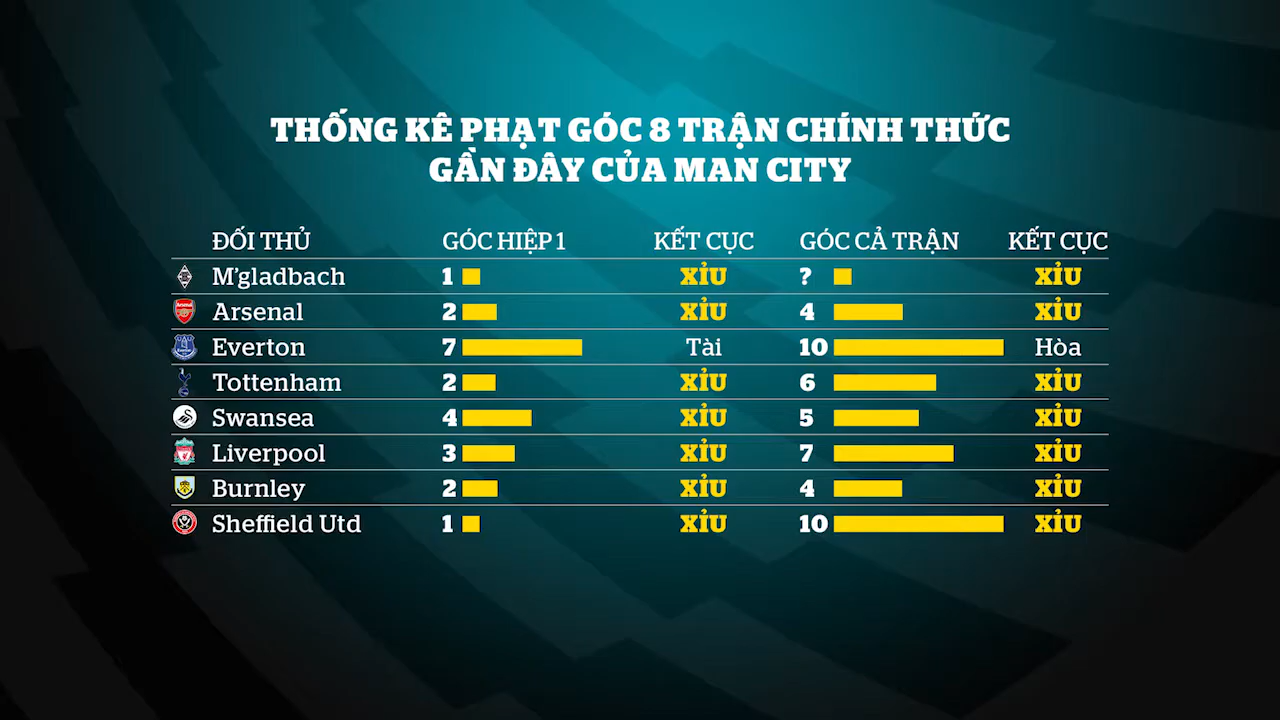 THỐNG KÊ PHẠT GÓC 8 TRẬN CHÍNH THỨC
GẦN ĐÂY CỦA MAN CITY
ĐỐI THỦ GÓC HIỆP 1 KẾT CỤC GÓC CẢ TRẬN KẾT CỤC
M'gladbach 1 XỈU ? XỈU
Arsenal 2 XỈU 4 XỈU
Everton 7 Tài 10 Hòa
Tottenham 2 XỈU 6 XỈU
Swansea 4 XỈU 5 XỈU
Liverpool 3 XỈU 7 XỈU
Burnley 2 XỈU 4 XỈU
Sheffield Utd 1 XỈU 10 XỈU